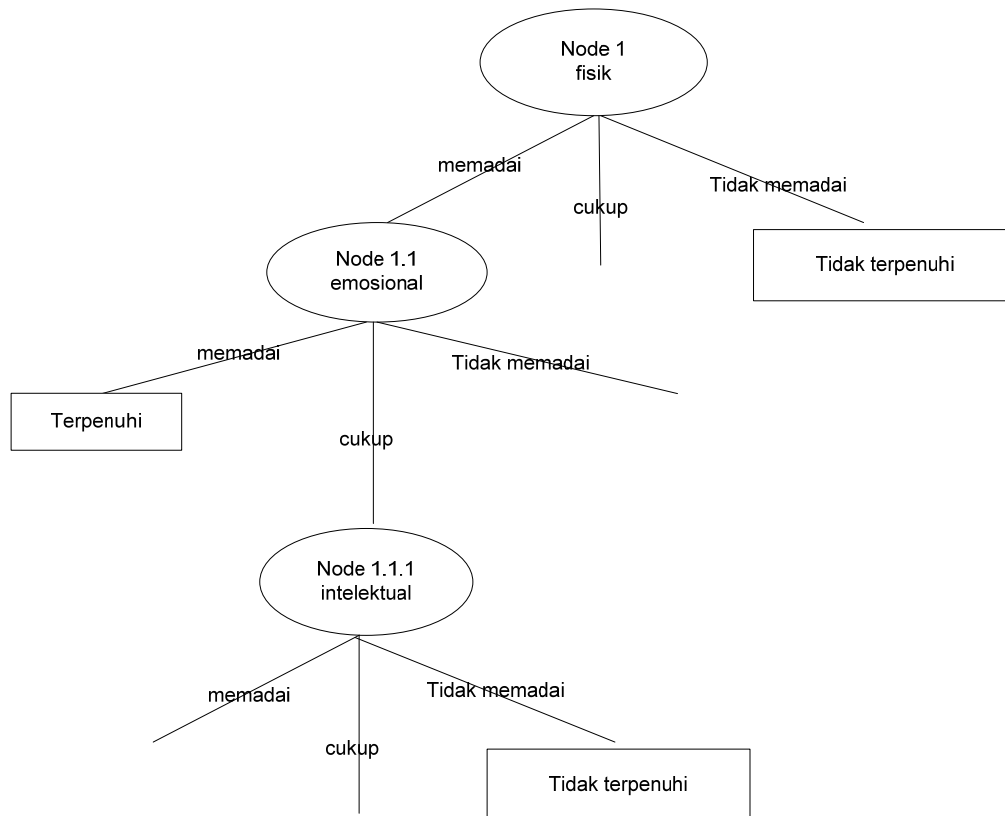 Node 1
fisik
memadai
cukup
Tidak memadai
Node 1.1
emosional
Tidak terpenuhi
memadai
Tidak memadai
Terpenuhi
cukup
Node 1.1.1
intelektual
memadai
Tidak memadai
cukup
Tidak terpenuhi